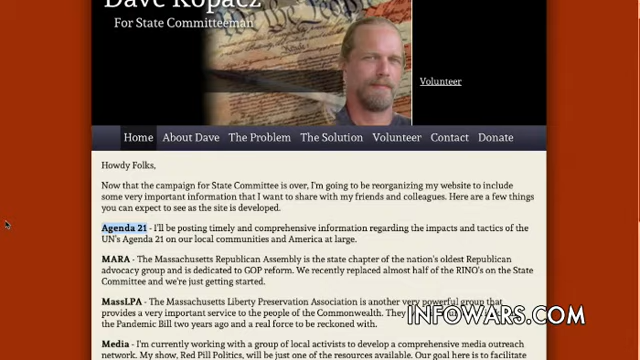 Dave Kopacz
For State Committeeman
Volunteer
Home About Dave The Problem The Solution Volunteer Contact Donate
Howdy Folks,
Now that the campaign for State Committee is over, I'm going to be reorganizing my website to include
some very important information that I want to share with my friends and colleagues. Here are a few things
you can expect to see as the site is developed.
Agenda 21 - I'll be posting timely and comprehensive information regarding the impacts and tactics of the
UN's Agenda 21 on our local communities and America at large.
MARA - The Massachusetts Republican Assembly is the state chapter of the nation's oldest Republican
advocacy group and is dedicated to GOP reform. We recently replaced almost half of the RINO's on the State
Committee and we're just getting started.
MassLPA - The Massachusetts Liberty Preservation Association is another very powerful group that
provides a very important service to the people of the Commonwealth. They
the Pandemic Bill two years ago and a real force to be reckoned with.
INFOWARS.COM
Media - I'm currently working with a group of local activists to develop a comprehensive media outreach
network. My show, Red Pill Politics, will be just one of the resources available. Our goal here is to facilitate